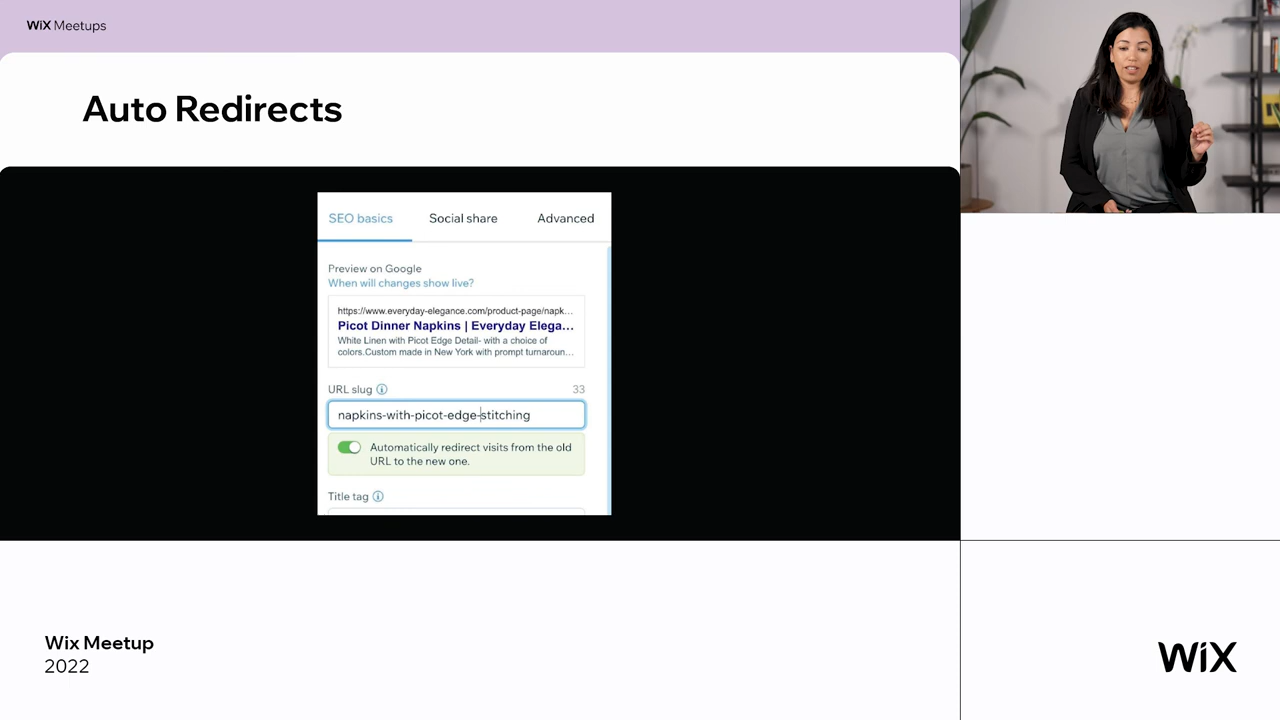 WiX Meetups
Auto Redirects
SEO basics Social share Advanced
Preview on Google
When will changes show live?
https://www.everyday-elegance.com/product-page/napk...
Picot Dinner Napkins | Everyday Elega...
White Linen with Picot Edge Detail- with a choice of
colors.Custom made in New York with prompt turnaroun...
URL slug 33
napkins-with-picot-edge-stitching
Automatically redirect visits from the old
URL to the new one.
Title tag
Wix Meetup
2022
WiX